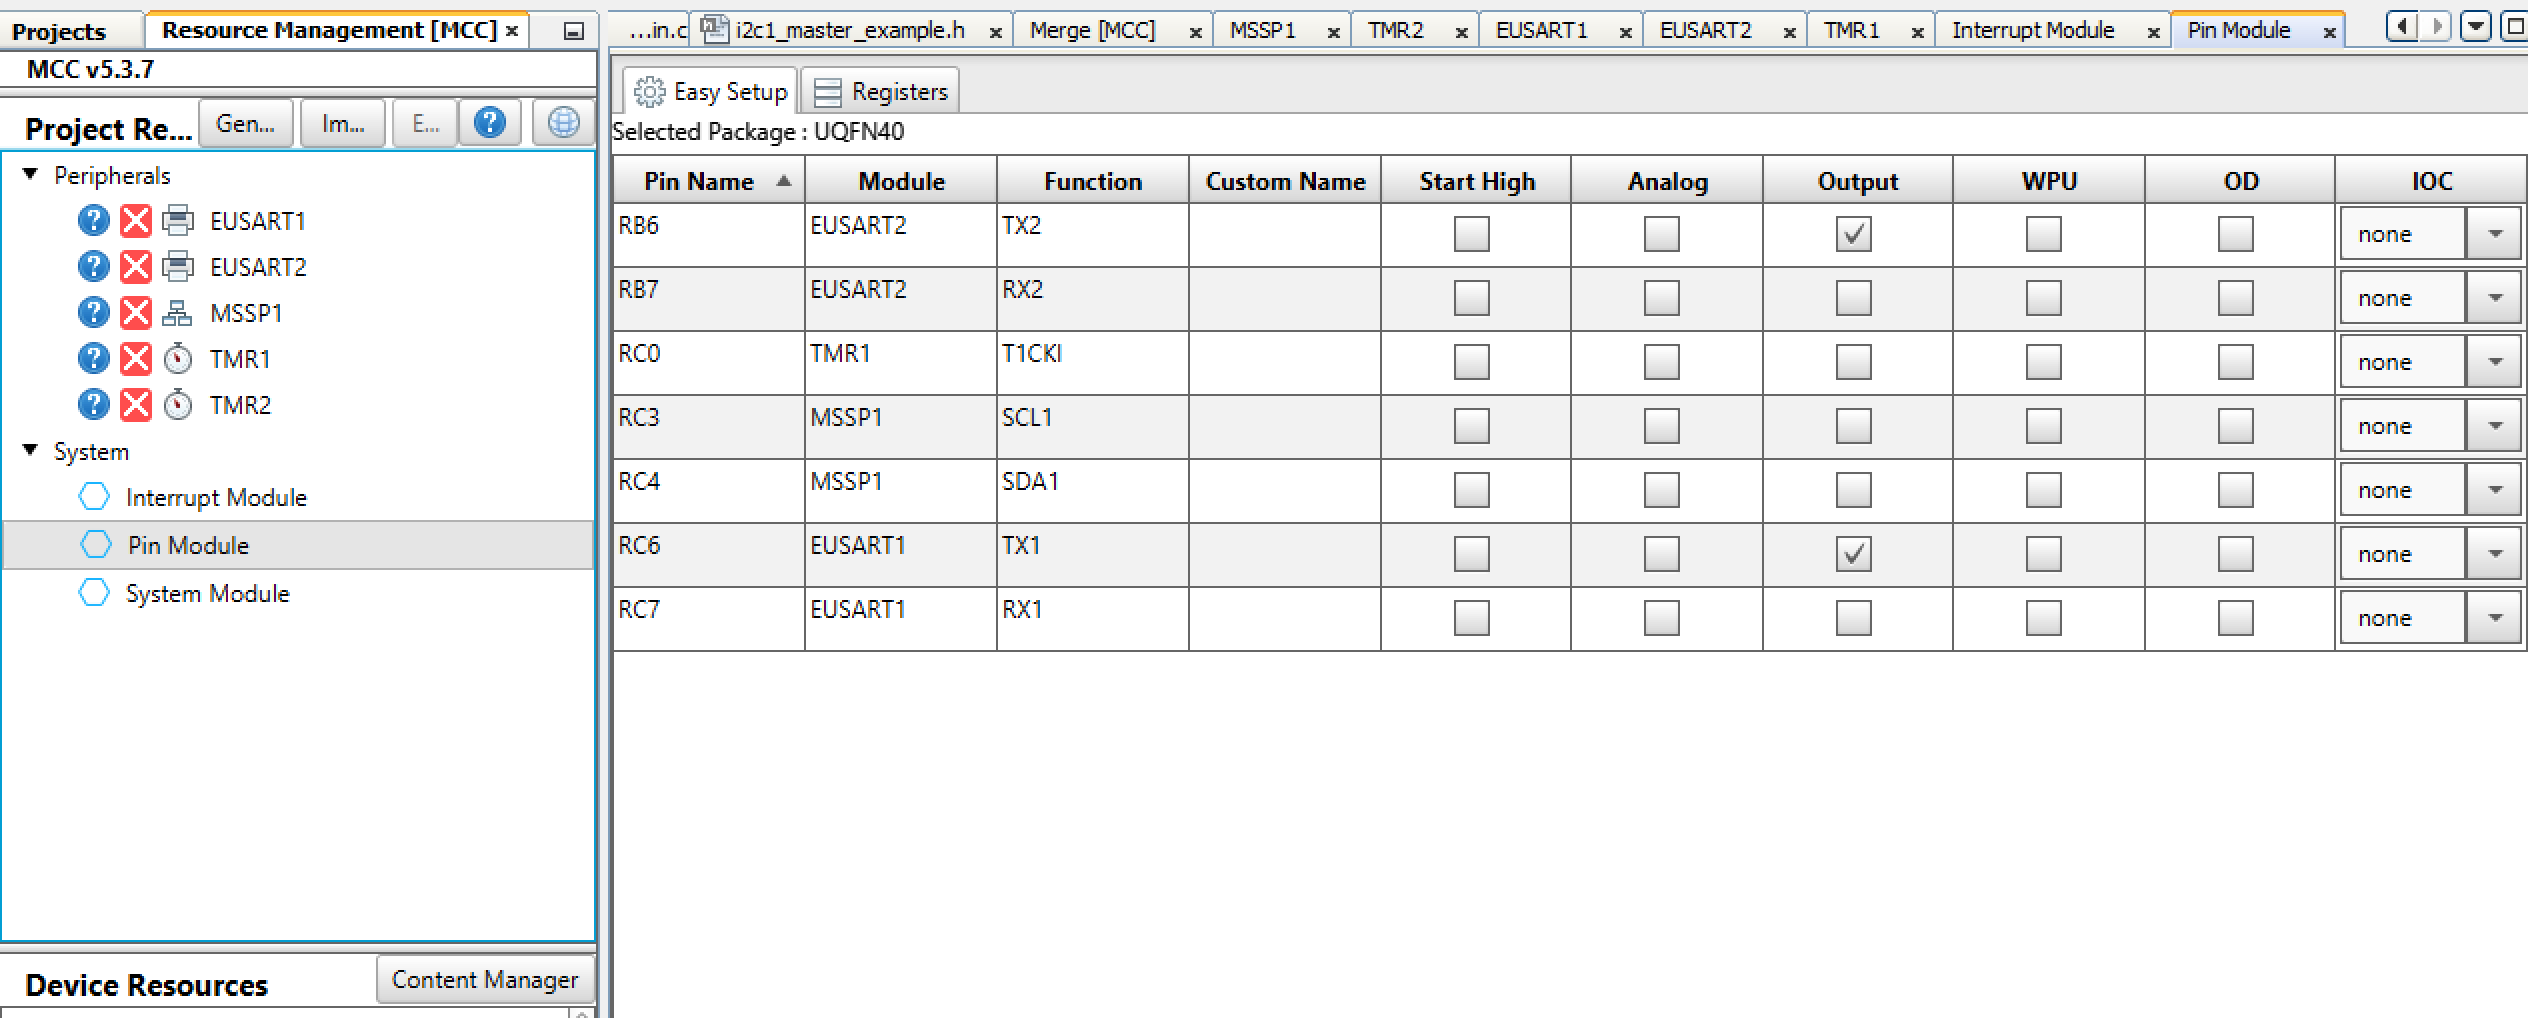 Projects Resource Management [MCC] ×
...in.c i2c1_master_example.h × Merge [MCC] × MSSP1 × TMR2 × EUSART1 × EUSART2 × TMR1 × Interrupt Module × Pin Module ×
MCC v5.3.7
Project Re... Gen... Im... E... ?
Peripherals
? EUSART1
? EUSART2
? MSSP1
? TMR1
? TMR2
System
Interrupt Module
Pin Module
System Module
Device Resources Content Manager
Easy Setup Registers
Selected Package : UQFN40
Pin Name Module Function Custom Name Start High Analog Output WPU OD IOC
RB6 EUSART2 TX2 none
RB7 EUSART2 RX2 none
RC0 TMR1 T1CKI none
RC3 MSSP1 SCL1 none
RC4 MSSP1 SDA1 none
RC6 EUSART1 TX1 none
RC7 EUSART1 RX1 none